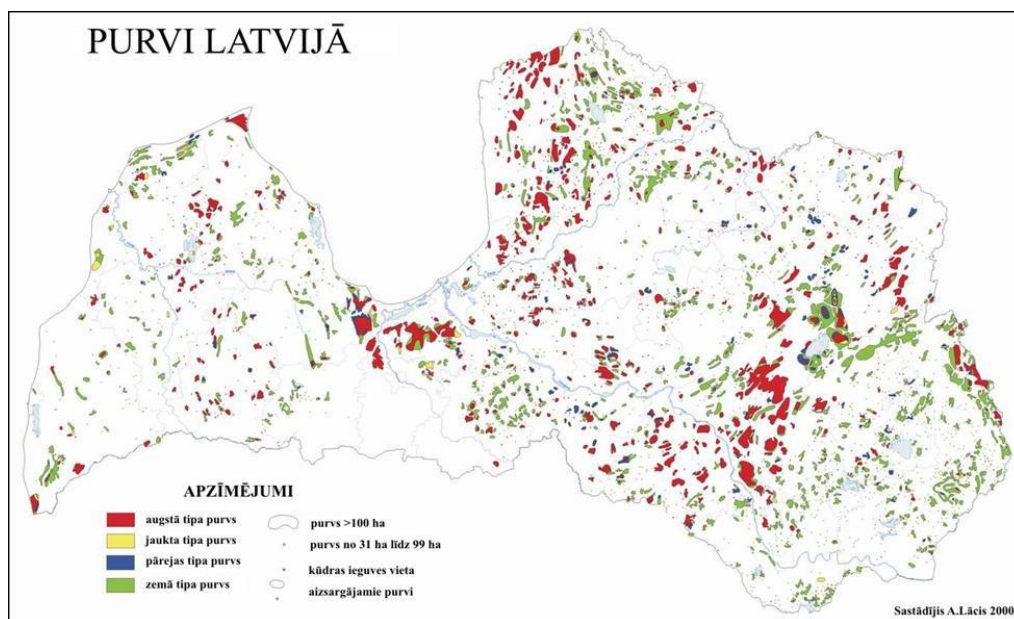 PURVI LATVIJĀ
APZĪMĒJUMI
augstā tipa purvs
jaukta tipa purvs
pārejas tipa purvs
zemā tipa purvs
purvs >100 ha
purvs no 31 ha līdz 99 ha
kūdras ieguves vieta
aizsargājamie purvi
Sastādījis A.Lācis 2000